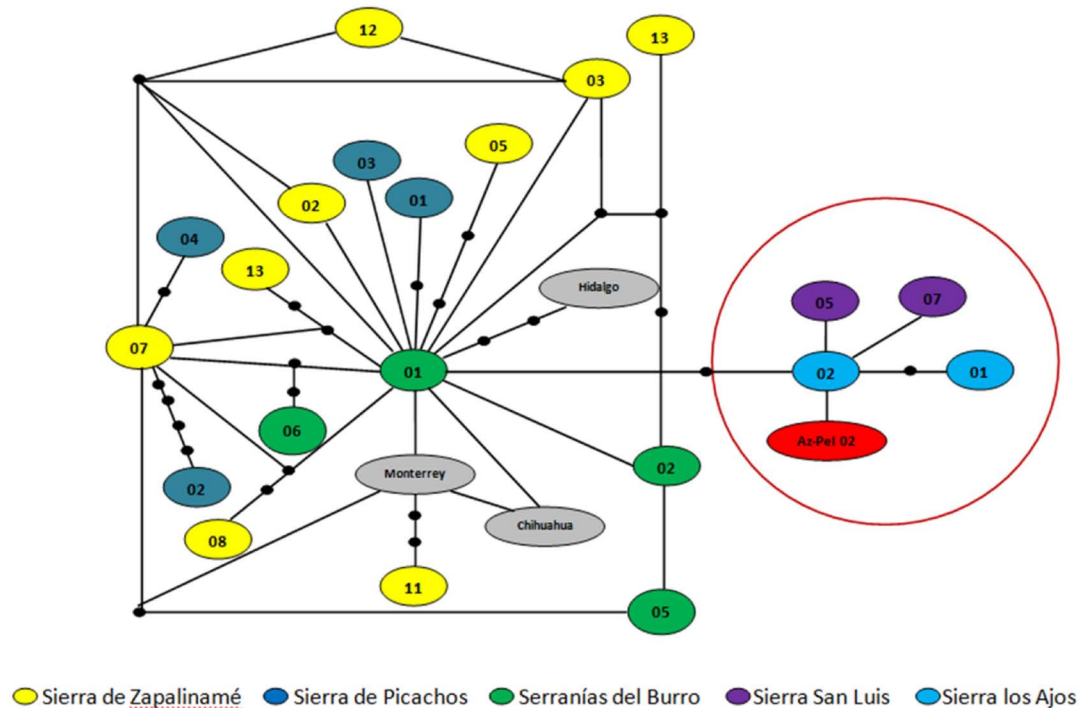 12
13
03
05
03
01
02
04
13
Hidalgo
05
07
07
01
02
01
06
Az-Pel 02
02
Monterrey
02
08
Chihuahua
11
05
Sierra de Zapalinamé
Sierra de Picachos
Serranías del Burro
Sierra San Luis
Sierra los Ajos